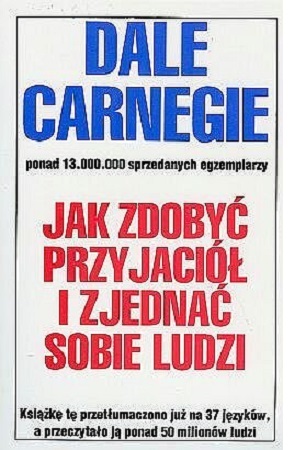 DALE
CARNEGIE
ponad 13.000.000 sprzedanych egzemplarzy
JAK ZDOBYĆ
PRZYJACIÓŁ
I ZJEDNAĆ
SOBIE LUDZI
Książkę tę przetłumaczono już na 37 języków,
a przeczytało ją ponad 50 milionów ludzi